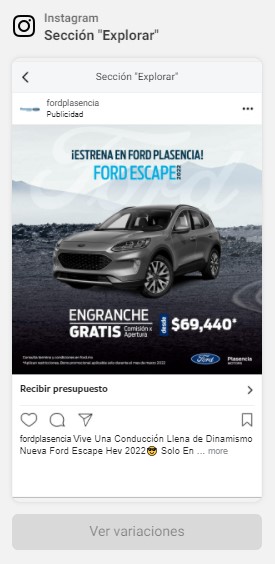 Instagram
Sección "Explorar"
Sección "Explorar"
fordplasencia
Publicidad
¡ESTRENA EN FORD PLASENCIA!
FORD ESCAPE 2022
ENGRANCHE
GRATIS Comisión x
Apertura
desde $69,440*
Ford
Plasencia
Recibir presupuesto
fordplasencia Vive Una Conducción Llena de Dinamismo
Nueva Ford Escape Hev 2022😎 Solo En ... more
Ver variaciones